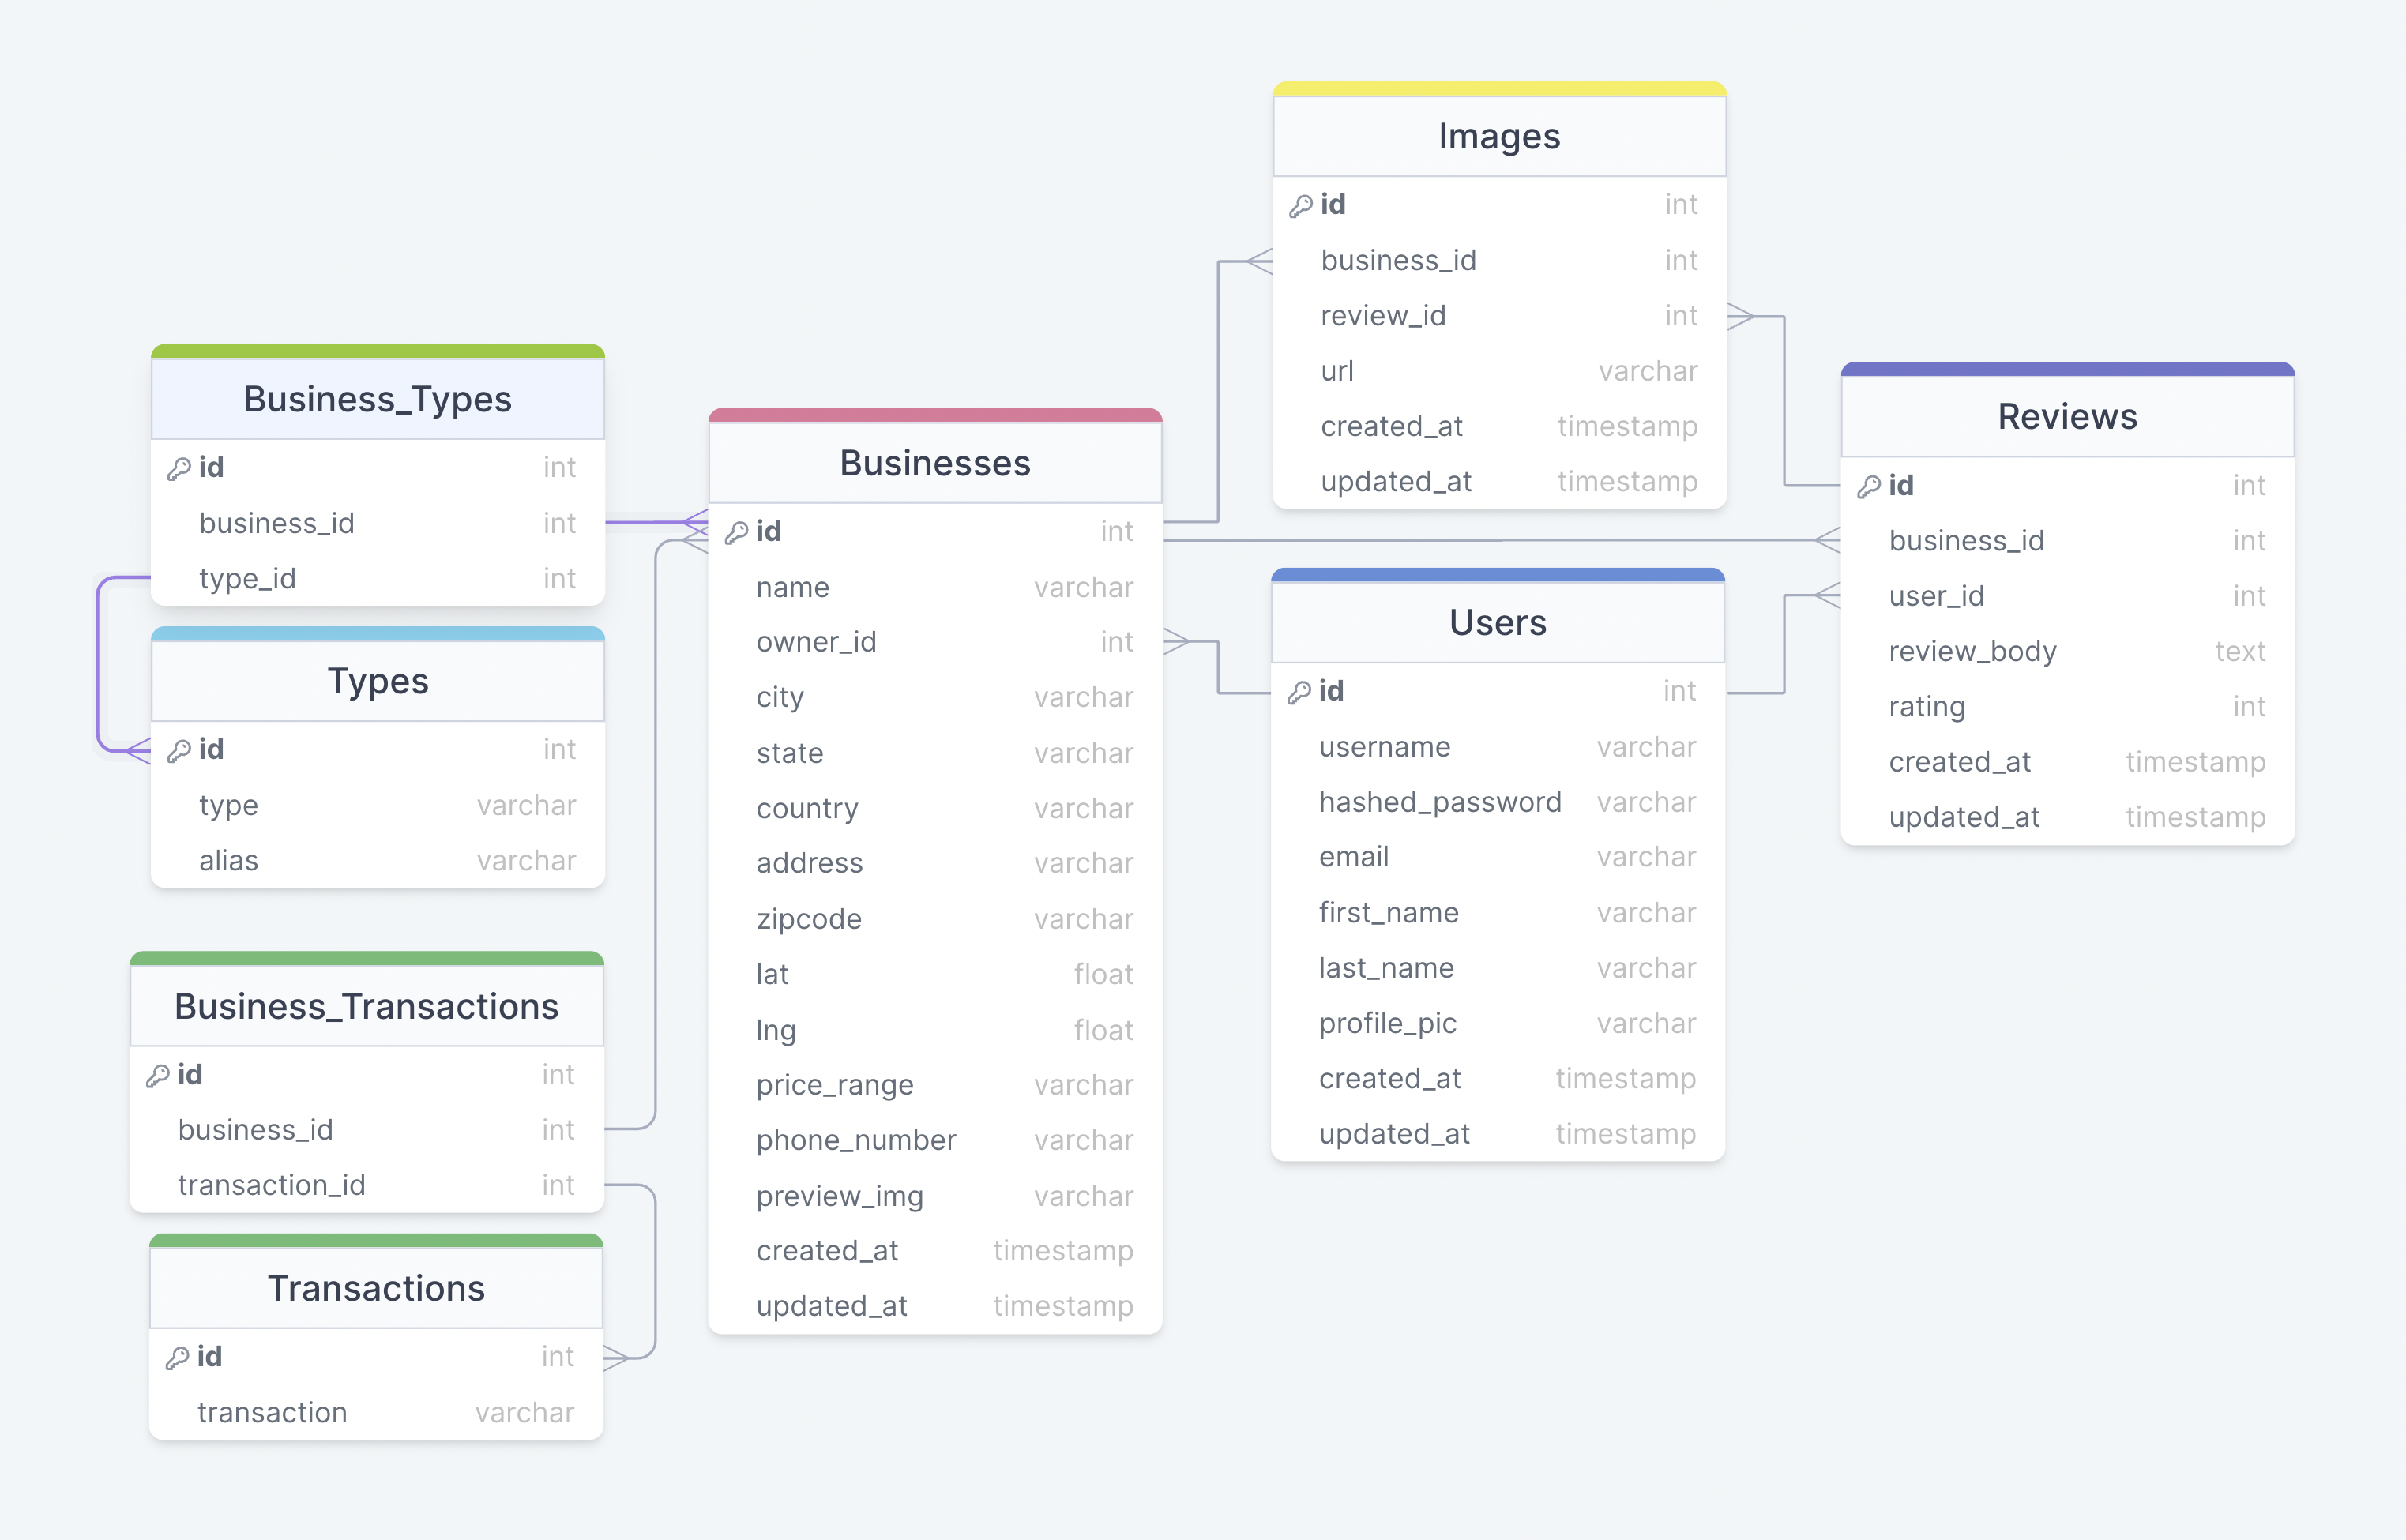 Images
id int
business_id int
review_id int
url varchar
created_at timestamp
updated_at timestamp
Business_Types
id int
business_id int
type_id int
Types
id int
type varchar
alias varchar
Business_Transactions
id int
business_id int
transaction_id int
Transactions
id int
transaction varchar
Businesses
id int
name varchar
owner_id int
city varchar
state varchar
country varchar
address varchar
zipcode varchar
lat float
lng float
price_range varchar
phone_number varchar
preview_img varchar
created_at timestamp
updated_at timestamp
Users
id int
username varchar
hashed_password varchar
email varchar
first_name varchar
last_name varchar
profile_pic varchar
created_at timestamp
updated_at timestamp
Reviews
id int
business_id int
user_id int
review_body text
rating int
created_at timestamp
updated_at timestamp